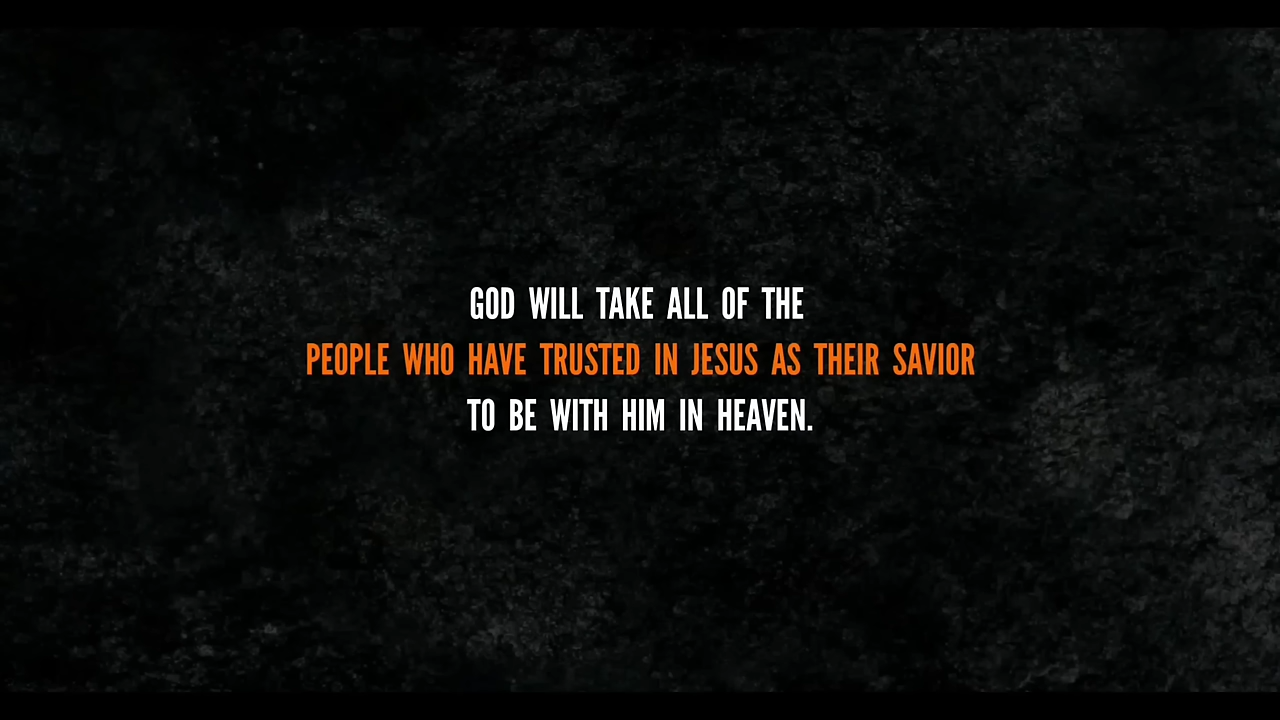 GOD WILL TAKE ALL OF THE
PEOPLE WHO HAVE TRUSTED IN JESUS AS THEIR SAVIOR
TO BE WITH HIM IN HEAVEN.